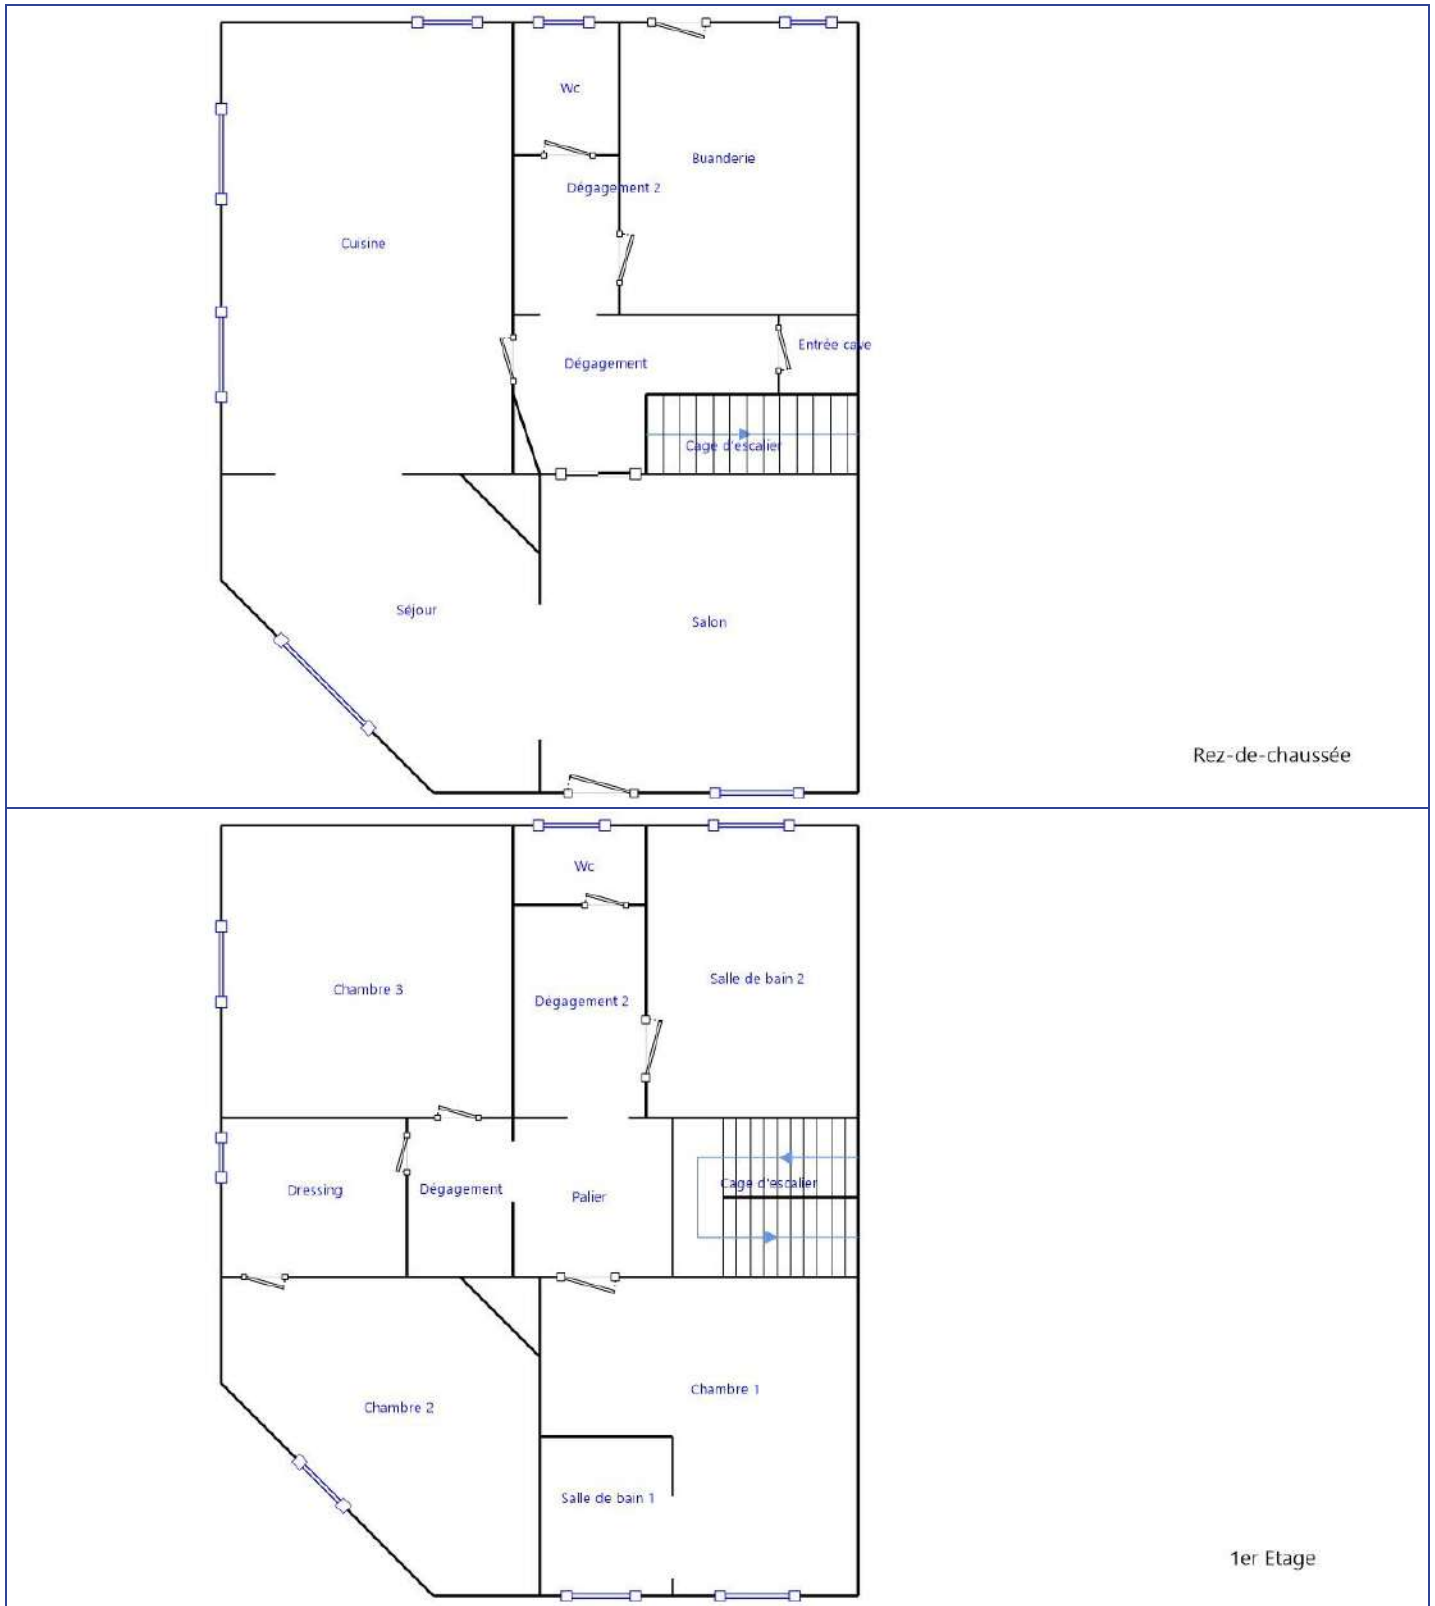 Wc
Buanderie
Dégagement 2
Cuisine
Entrée cave
Dégagement
Cage d'escalier
Séjour
Salon
Rez-de-chaussée
Wc
Salle de bain 2
Chambre 3
Dégagement 2
Cage d'escalier
Dressing
Dégagement
Palier
Chambre 1
Chambre 2
Salle de bain 1
1er Etage